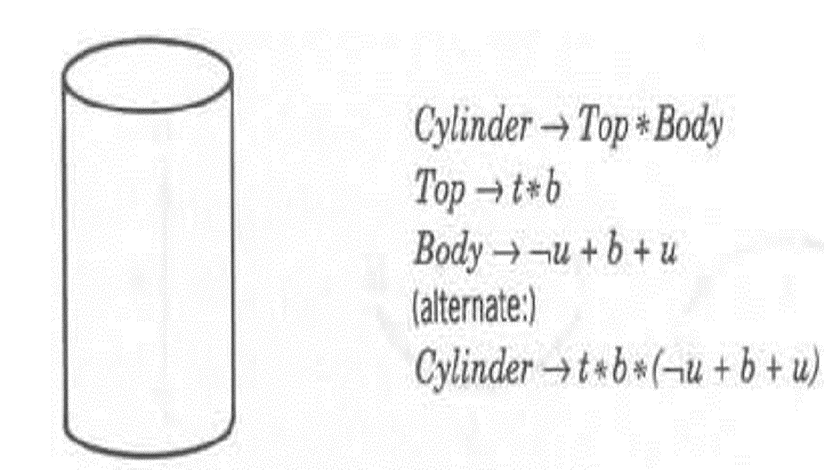 Cylinder → Top * Body
Top → t * b
Body → ¬u + b + u
(alternate:)
Cylinder → t * b * (¬u + b + u)